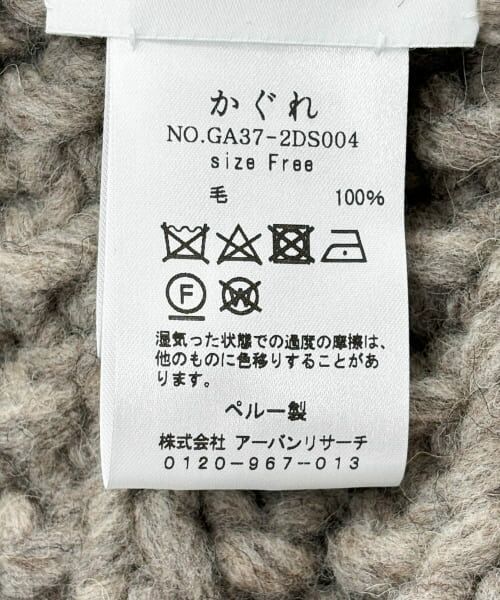 かぐれ
NO.GA37-2DS004
size Free
毛 100%
F W
湿気った状態での過度の摩擦は、
他のものに色移りすることがあ
ります。
ペルー製
株式会社 アーバンリサーチ
0120-967-013